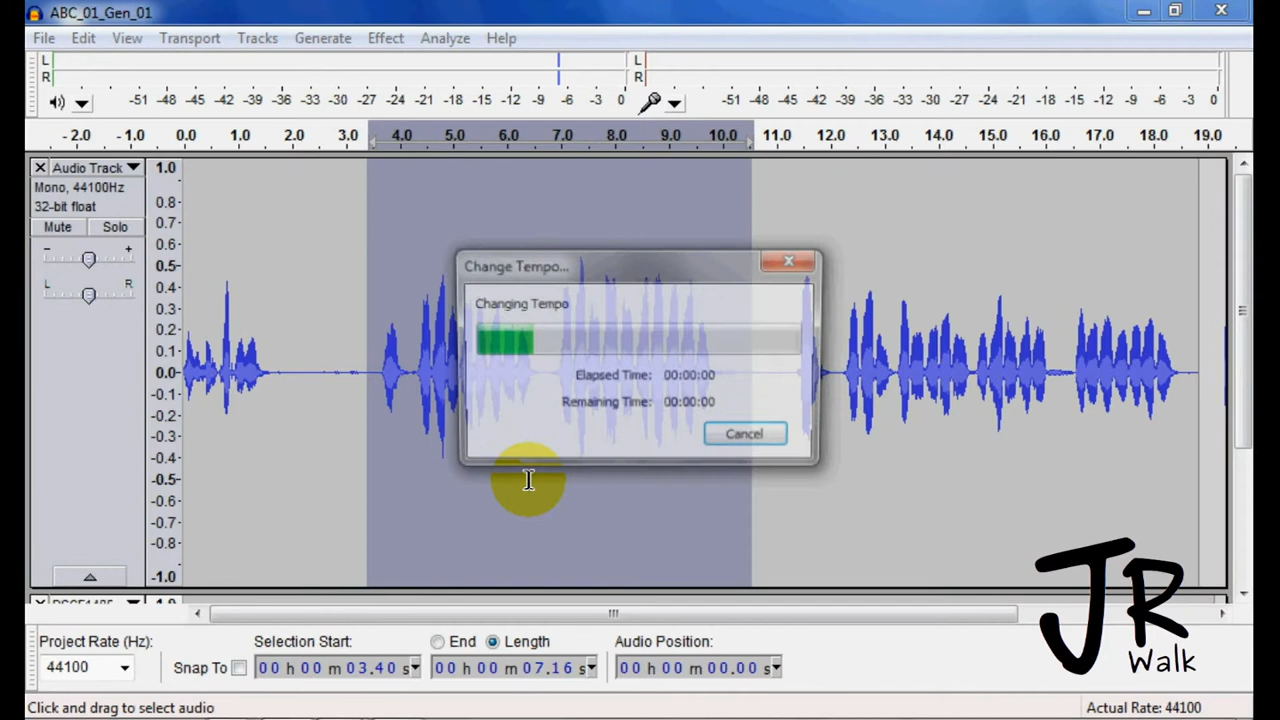 ABC_01_Gen_01
File Edit View Transport Tracks Generate Effect Analyze Help
L
R
-51 -48 -45 -42 -39 -36 -33 -30 -27 -24 -21 -18 -15 -12 -9 -6 -3 0
L
R
-51 -48 -45 -42 -39 -36 -33 -30 -27 -24 -21 -18 -15 -12 -9 -6 -3 0
-2.0 -1.0 0.0 1.0 2.0 3.0 4.0 5.0 6.0 7.0 8.0 9.0 10.0 11.0 12.0 13.0 14.0 15.0 16.0 17.0 18.0 19.0
Audio Track
Mono, 44100Hz
32-bit float
Mute Solo
- +
L R
1.0
0.8
0.7
0.6
0.5
0.4
0.3
0.2
0.1
0.0
-0.1
-0.2
-0.3
-0.4
-0.5
-0.6
-0.7
-0.8
-1.0
Change Tempo...
Changing Tempo
Elapsed Time: 00:00:00
Remaining Time: 00:00:00
Cancel
Project Rate (Hz):
44100
Snap To
Selection Start:
00 h 00 m 03.40 s
End Length
00 h 00 m 07.16 s
Audio Position:
00 h 00 m 00.00 s
JR
Walk
Click and drag to select audio
Actual Rate: 44100